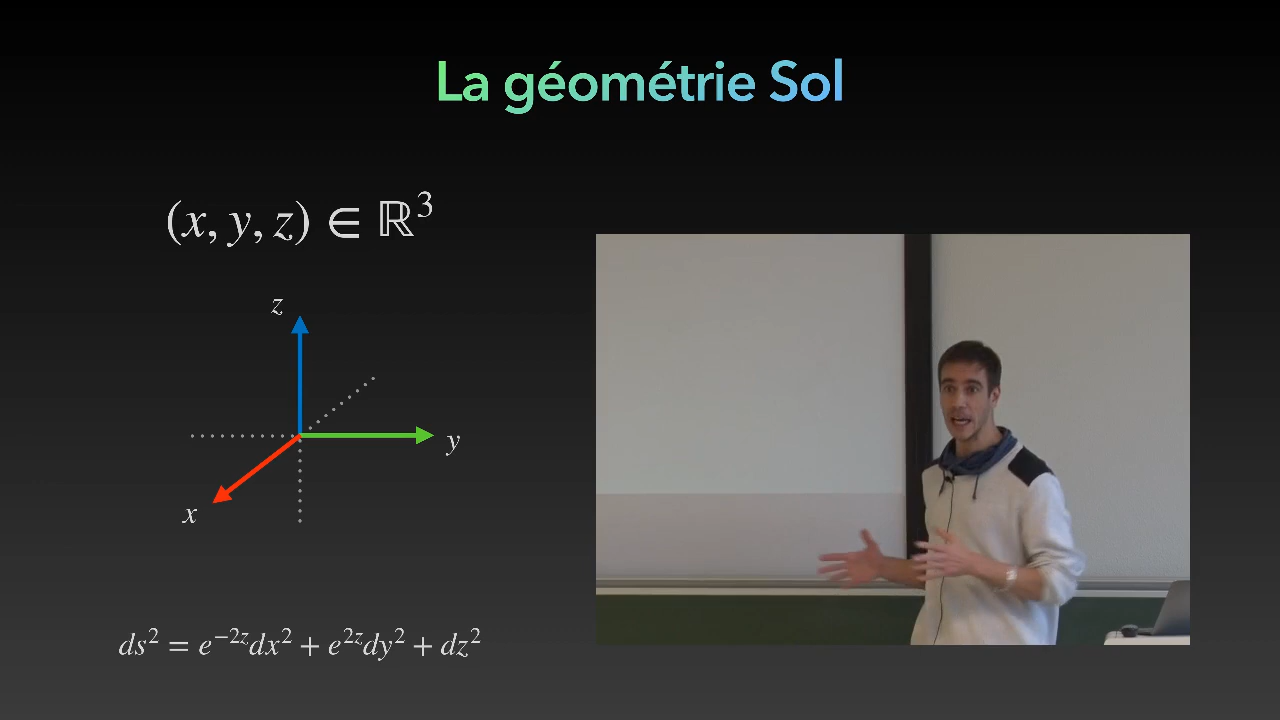 La géométrie Sol
(x, y, z) ∈ ℝ³
z
y
x
ds² = e⁻²ᶻdx² + e²ᶻdy² + dz²